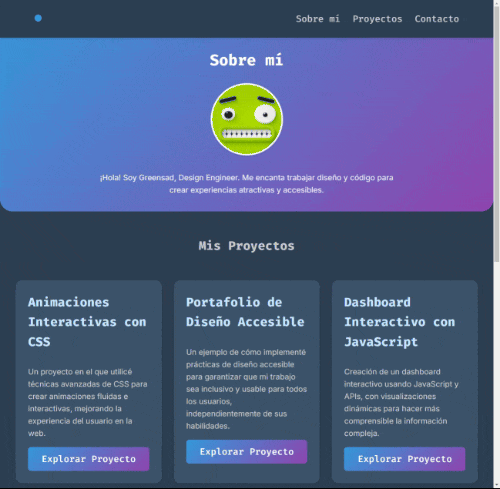 Sobre mí Proyectos Contacto
Sobre mí
¡Hola! Soy Greensad, Design Engineer. Me encanta trabajar diseño y código para
crear experiencias atractivas y accesibles.
Mis Proyectos
Animaciones
Interactivas con
CSS
Un proyecto en el que utilicé
técnicas avanzadas de CSS para
crear animaciones fluidas e
interactivas, mejorando la
experiencia del usuario en la
web.
Explorar Proyecto
Portafolio de
Diseño Accesible
Un ejemplo de cómo implementé
prácticas de diseño accesible
para garantizar que mi trabajo
sea inclusivo y usable para todos
los usuarios,
independientemente de sus
habilidades.
Explorar Proyecto
Dashboard
Interactivo con
JavaScript
Creación de un dashboard
interactivo usando JavaScript y
APIs, con visualizaciones
dinámicas para hacer más
comprensible la información
compleja.
Explorar Proyecto